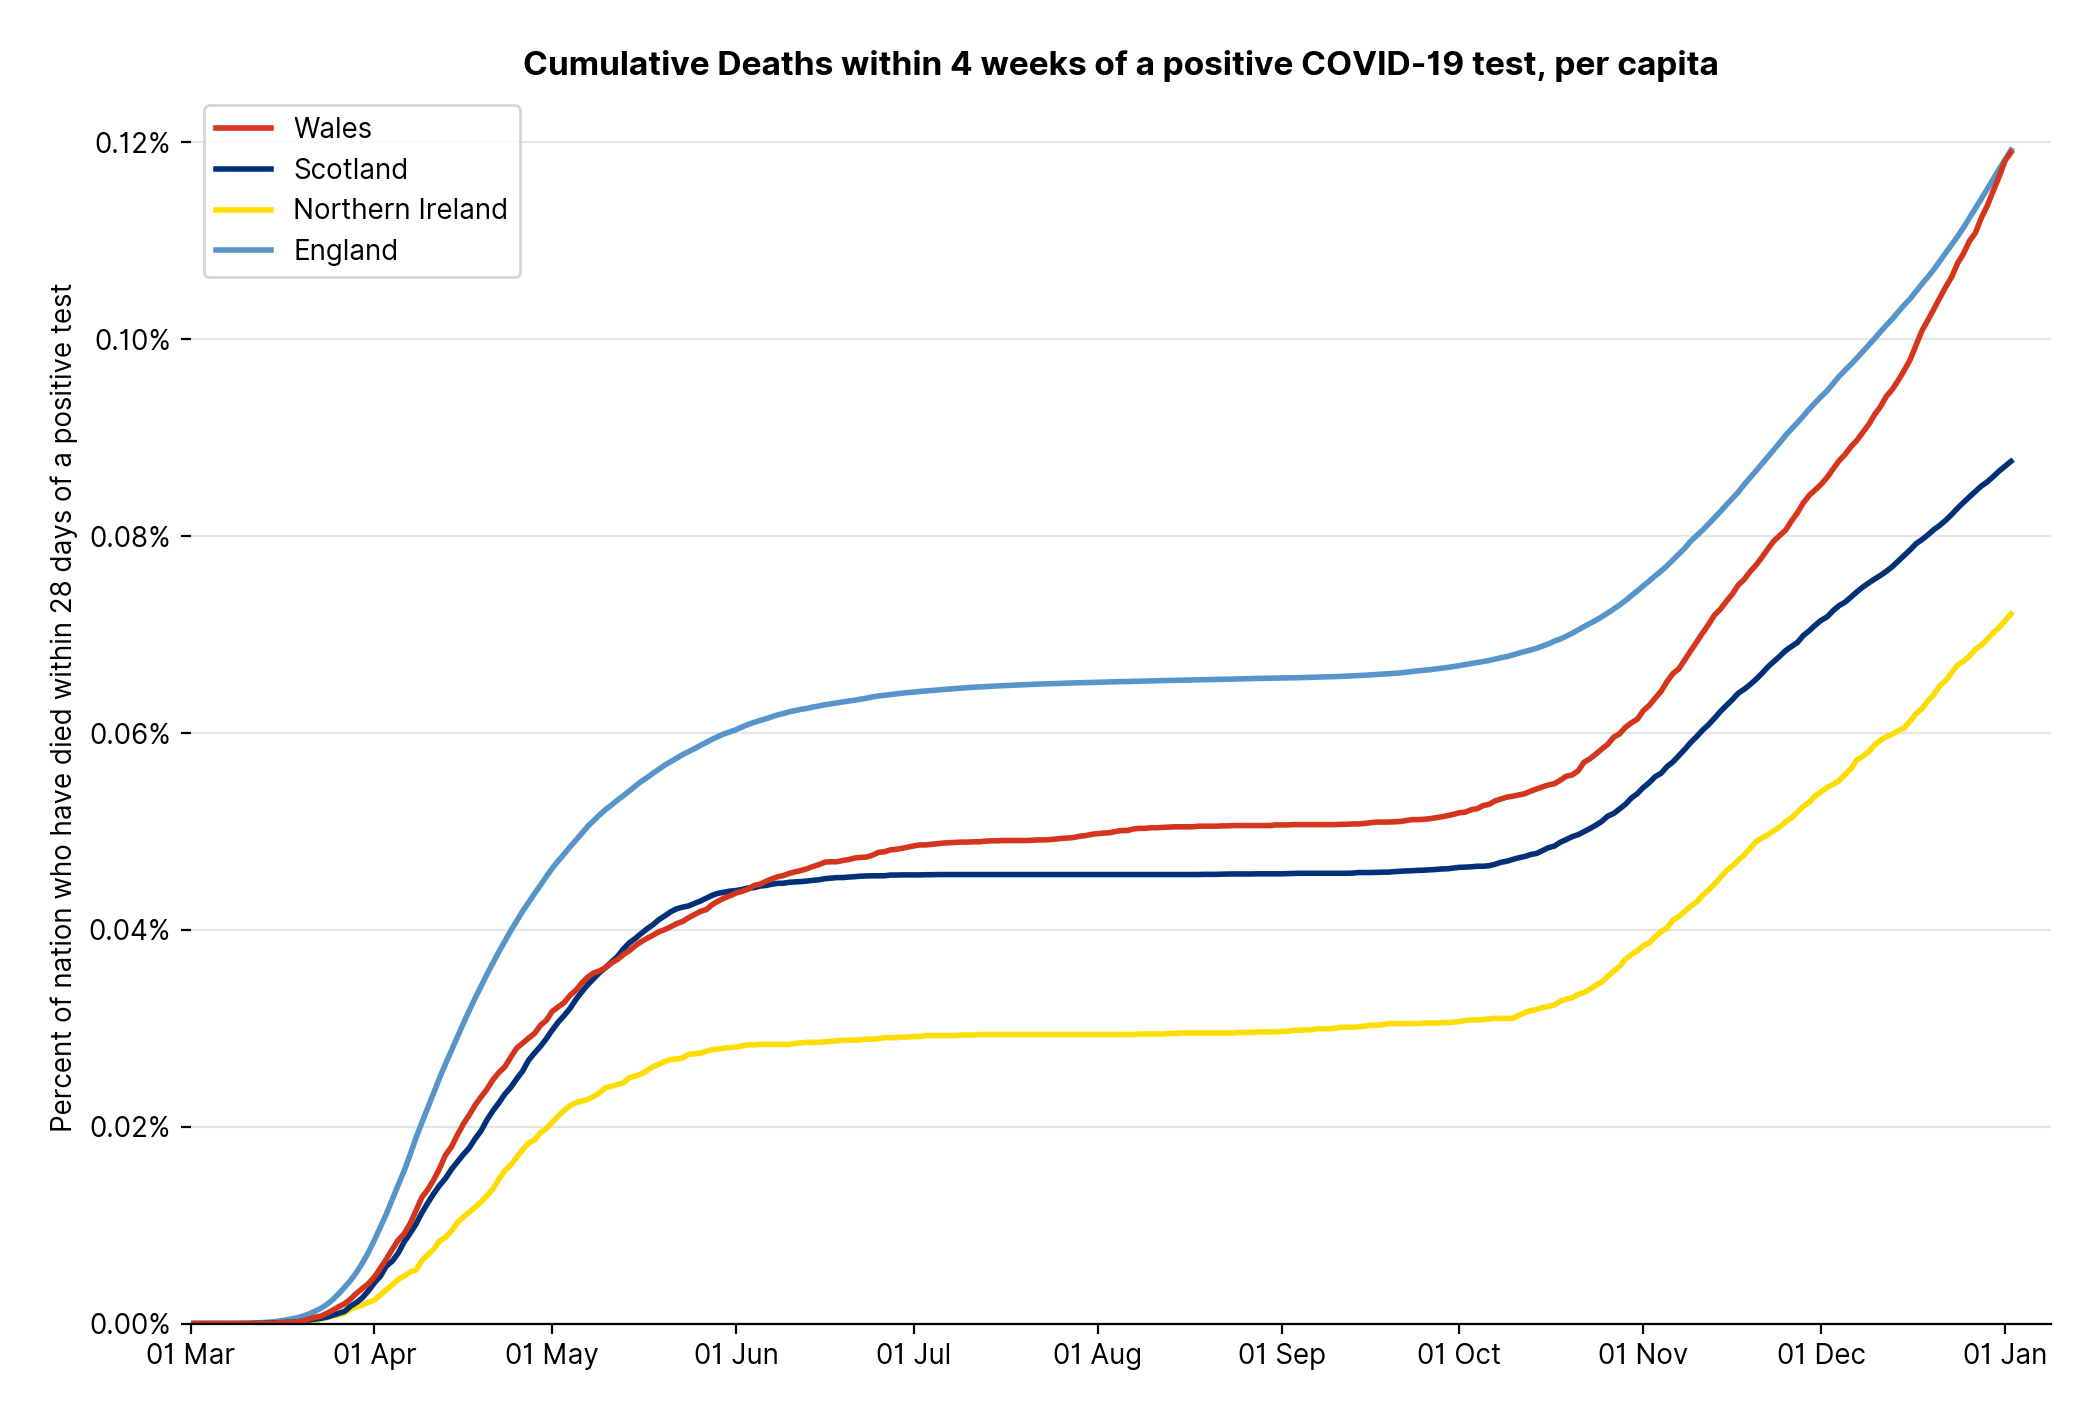 Cumulative Deaths within 4 weeks of a positive COVID-19 test, per capita
Wales
Scotland
Northern Ireland
England
Percent of nation who have died within 28 days of a positive test
0.12%
0.10%
0.08%
0.06%
0.04%
0.02%
0.00%
01 Mar
01 Apr
01 May
01 Jun
01 Jul
01 Aug
01 Sep
01 Oct
01 Nov
01 Dec
01 Jan